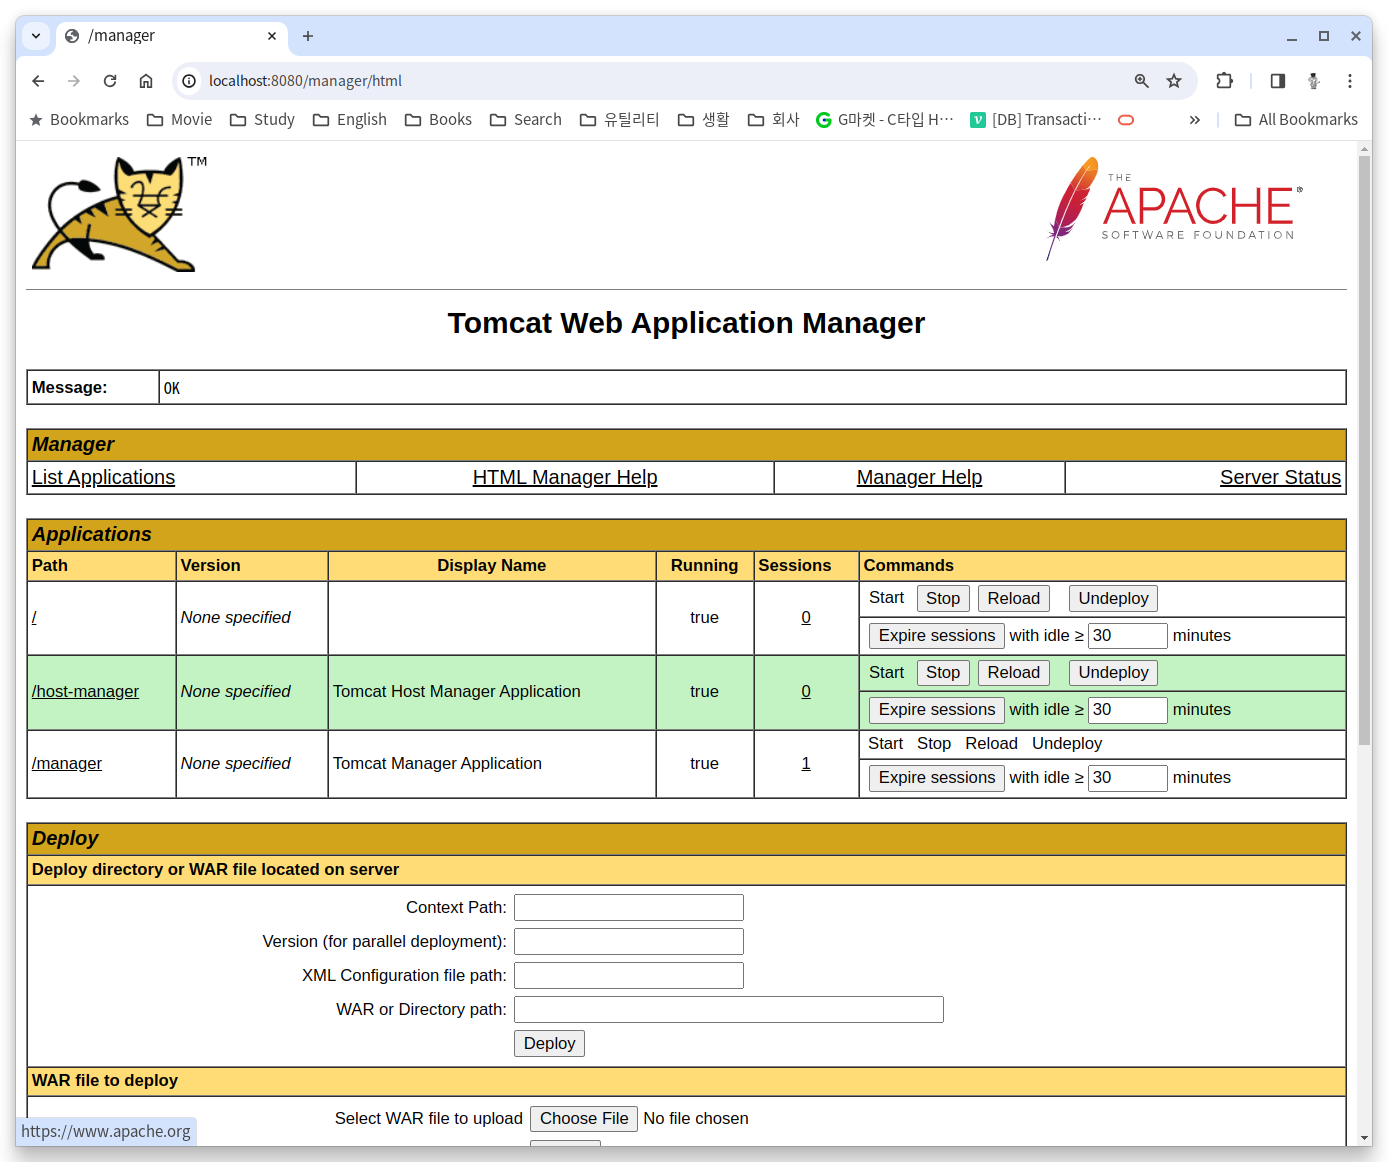 /manager
localhost:8080/manager/html
Bookmarks Movie Study English Books Search 유틸리티 생활 회사 G마켓 - C타입 H··· [DB] Transacti··· » All Bookmarks
TM
THE
APACHE®
SOFTWARE FOUNDATION
Tomcat Web Application Manager
Message: OK
Manager
List Applications HTML Manager Help Manager Help Server Status
Applications
Path Version Display Name Running Sessions Commands
/ None specified true 0 Start Stop Reload Undeploy
Expire sessions with idle ≥ 30 minutes
/host-manager None specified Tomcat Host Manager Application true 0 Start Stop Reload Undeploy
Expire sessions with idle ≥ 30 minutes
/manager None specified Tomcat Manager Application true 1 Start Stop Reload Undeploy
Expire sessions with idle ≥ 30 minutes
Deploy
Deploy directory or WAR file located on server
Context Path:
Version (for parallel deployment):
XML Configuration file path:
WAR or Directory path:
Deploy
WAR file to deploy
Select WAR file to upload Choose File No file chosen
https://www.apache.org